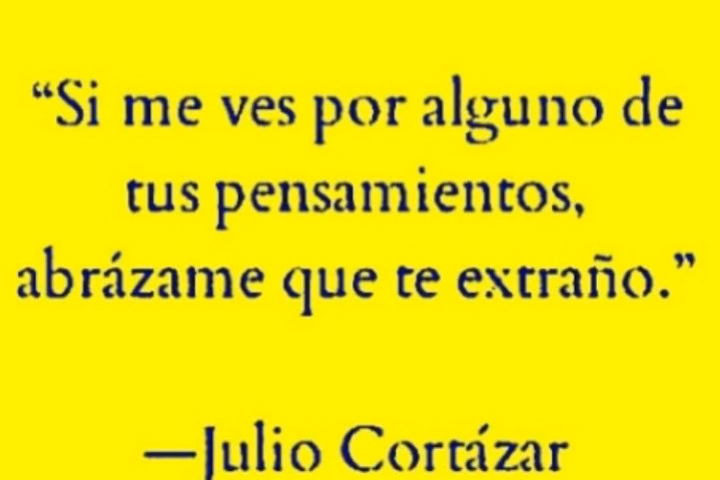 “Si me ves por alguno de
tus pensamientos,
abrázame que te extraño.”
—Julio Cortázar